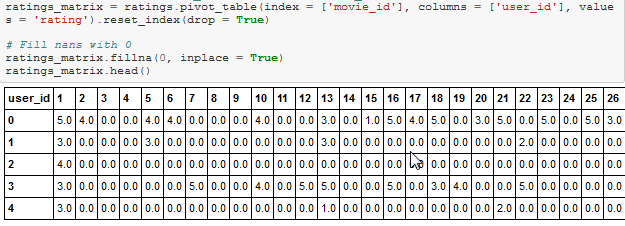 ratings_matrix = ratings.pivot_table(index = ['movie_id'], columns = ['user_id'], value
s = 'rating').reset_index(drop = True)
# Fill nans with 0
ratings_matrix.fillna(0, inplace = True)
ratings_matrix.head()
user_id 1 2 3 4 5 6 7 8 9 10 11 12 13 14 15 16 17 18 19 20 21 22 23 24 25 26
0 5.0 4.0 0.0 0.0 4.0 4.0 0.0 0.0 0.0 4.0 0.0 0.0 3.0 0.0 1.0 5.0 4.0 5.0 0.0 3.0 5.0 0.0 5.0 0.0 5.0 3.0
1 3.0 0.0 0.0 0.0 3.0 0.0 0.0 0.0 0.0 0.0 0.0 0.0 3.0 0.0 0.0 0.0 0.0 0.0 0.0 0.0 0.0 2.0 0.0 0.0 0.0 0.0
2 4.0 0.0 0.0 0.0 0.0 0.0 0.0 0.0 0.0 0.0 0.0 0.0 0.0 0.0 0.0 0.0 0.0 0.0 0.0 0.0 0.0 0.0 0.0 0.0 0.0 0.0
3 3.0 0.0 0.0 0.0 0.0 0.0 5.0 0.0 0.0 4.0 0.0 5.0 5.0 0.0 0.0 5.0 0.0 3.0 4.0 0.0 0.0 5.0 0.0 0.0 0.0 0.0
4 3.0 0.0 0.0 0.0 0.0 0.0 0.0 0.0 0.0 0.0 0.0 0.0 1.0 0.0 0.0 0.0 0.0 0.0 0.0 0.0 2.0 0.0 0.0 0.0 0.0 0.0